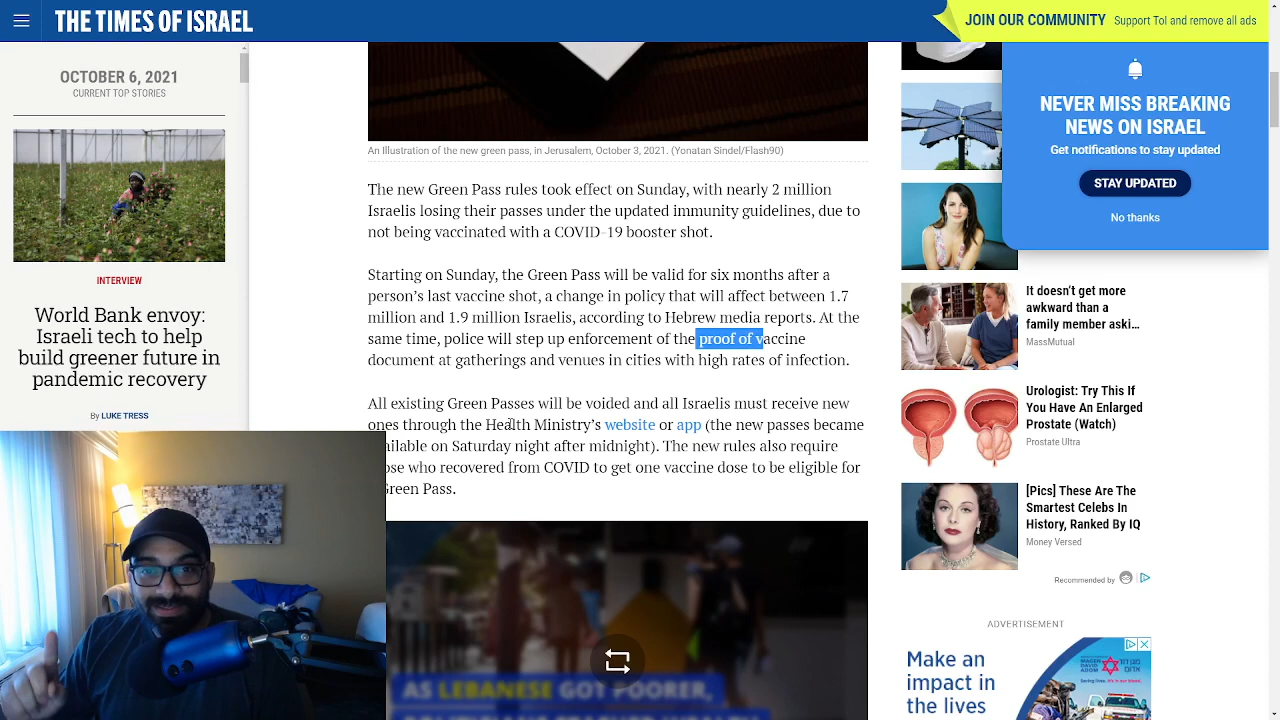 THE TIMES OF ISRAEL
JOIN OUR COMMUNITY Support ToI and remove all ads
OCTOBER 6, 2021
CURRENT TOP STORIES
INTERVIEW
World Bank envoy:
Israeli tech to help
build greener future in
pandemic recovery
By LUKE TRESS
An Illustration of the new green pass, in Jerusalem, October 3, 2021. (Yonatan Sindel/Flash90)
The new Green Pass rules took effect on Sunday, with nearly 2 million
Israelis losing their passes under the updated immunity guidelines, due to
not being vaccinated with a COVID-19 booster shot.
Starting on Sunday, the Green Pass will be valid for six months after a
person's last vaccine shot, a change in policy that will affect between 1.7
million and 1.9 million Israelis, according to Hebrew media reports. At the
same time, police will step up enforcement of the proof of vaccine
document at gatherings and venues in cities with high rates of infection.
All existing Green Passes will be voided and all Israelis must receive new
ones through the Health Ministry's website or app (the new passes became
ailable on Saturday night after midnight). The new rules also require
ose who recovered from COVID to get one vaccine dose to be eligible for
Green Pass.
LEBANESE GOT
NEVER MISS BREAKING
NEWS ON ISRAEL
Get notifications to stay updated
STAY UPDATED
No thanks
It doesn't get more
awkward than a
family member aski...
MassMutual
Urologist: Try This If
You Have An Enlarged
Prostate (Watch)
Prostate Ultra
[Pics] These Are The
Smartest Celebs In
History, Ranked By IQ
Money Versed
Recommended by
ADVERTISEMENT
Make an
impact in
the lives